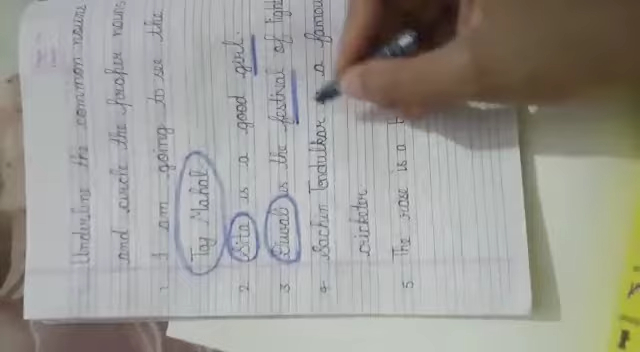 Underline the common nouns
and circle the proper nouns
1 I am going to see the
Taj Mahal
2 Sita is a good girl.
3 Diwali is the festival of light
4 Sachin Tendulkar a famou
cricketer
5 The rose is a